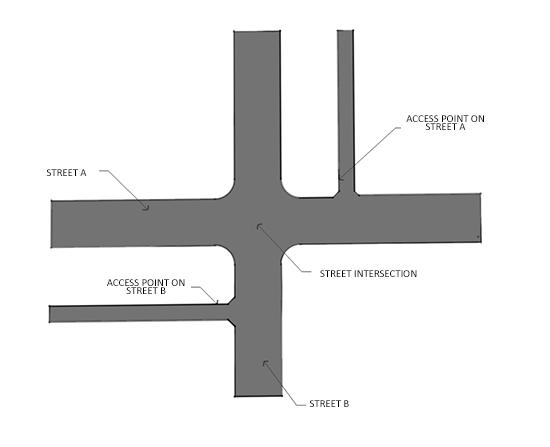 ACCESS POINT ON
STREET A
STREET A
STREET INTERSECTION
ACCESS POINT ON
STREET B
STREET B